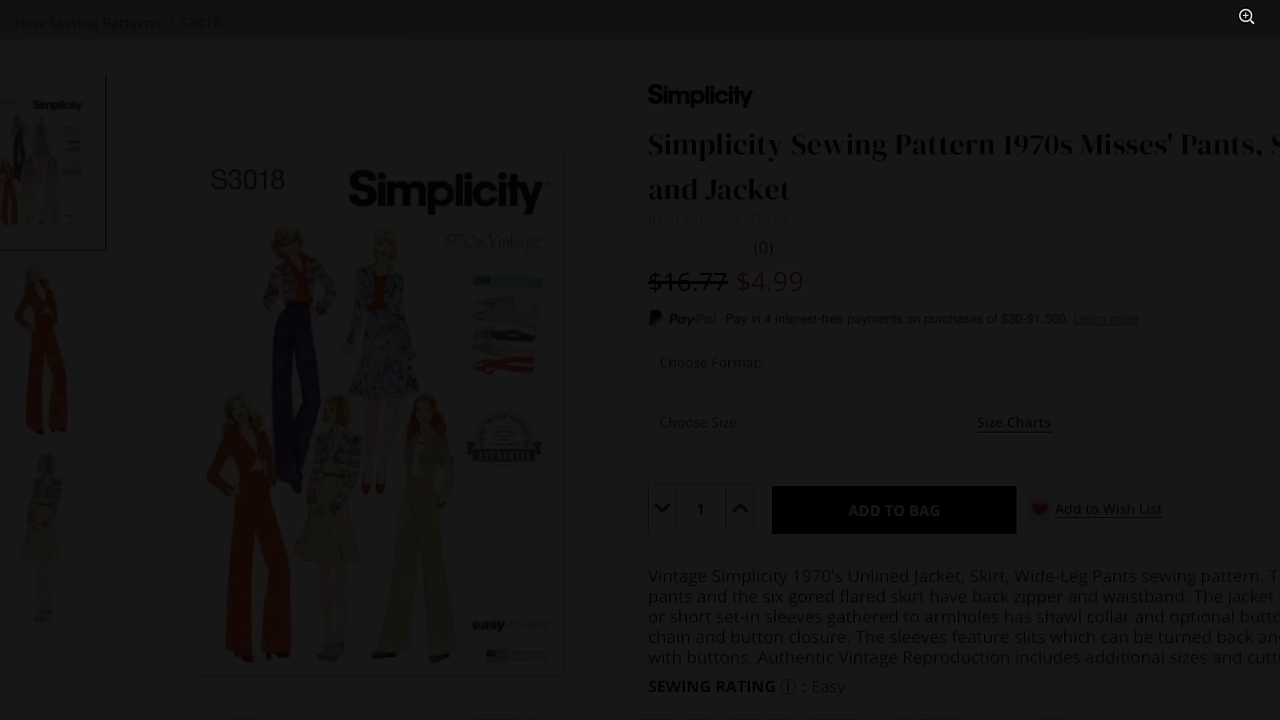 New Sewing Patterns / S3018
Simplicity
Simplicity
Simplicity Sewing Pattern 1970s Misses' Pants,
and Jacket
Item Number S3018
S3018
Simplicity
1970s Vintage
(0)
$16.77 $4.99
PayPal Pay in 4 interest-free payments on purchases of $30-$1,500. Learn more
Choose Format:
Choose Size:
Size Charts
1
ADD TO BAG
Add to Wish List
Vintage Simplicity 1970's Unlined Jacket, Skirt, Wide-Leg Pants sewing pattern.
pants and the six gored flared skirt have back zipper and waistband. The jacket
or short set-in sleeves gathered to armholes has shawl collar and optional
chain and button closure. The sleeves feature slits which can be turned back
with buttons. Authentic Vintage Reproduction includes additional sizes and
easy
SEWING RATING ⓘ : Easy